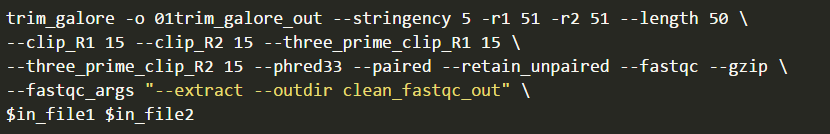 trim_galore -o 01trim_galore_out --stringency 5 -r1 51 -r2 51 --length 50 \
--clip_R1 15 --clip_R2 15 --three_prime_clip_R1 15 \
--three_prime_clip_R2 15 --phred33 --paired --retain_unpaired --fastqc --gzip \
--fastqc_args "--extract --outdir clean_fastqc_out" \
$in_file1 $in_file2